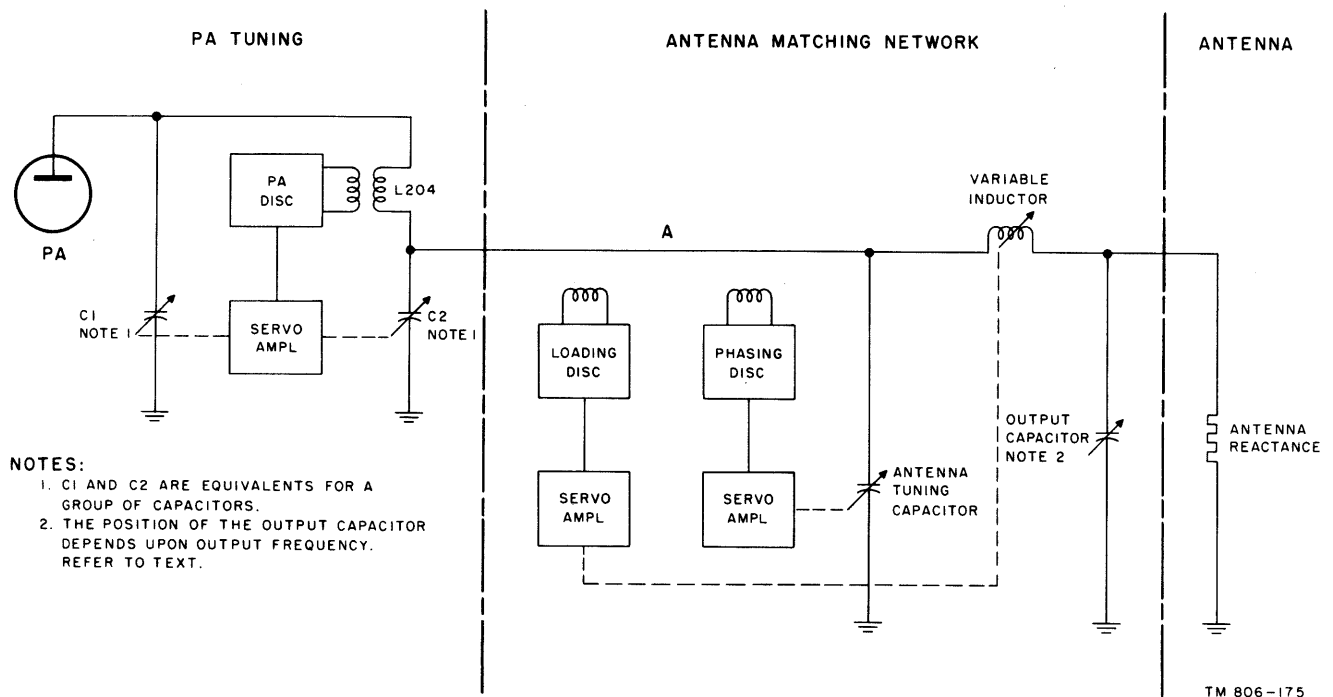 PA TUNING
ANTENNA MATCHING NETWORK
ANTENNA
PA
DISC
L204
PA
C1
NOTE 1
SERVO
AMPL
C2
NOTE 1
A
VARIABLE
INDUCTOR
LOADING
DISC
PHASING
DISC
SERVO
AMPL
SERVO
AMPL
ANTENNA
TUNING
CAPACITOR
OUTPUT
CAPACITOR
NOTE 2
ANTENNA
REACTANCE
NOTES:
1. C1 AND C2 ARE EQUIVALENTS FOR A
GROUP OF CAPACITORS.
2. THE POSITION OF THE OUTPUT CAPACITOR
DEPENDS UPON OUTPUT FREQUENCY.
REFER TO TEXT.
TM 806-175